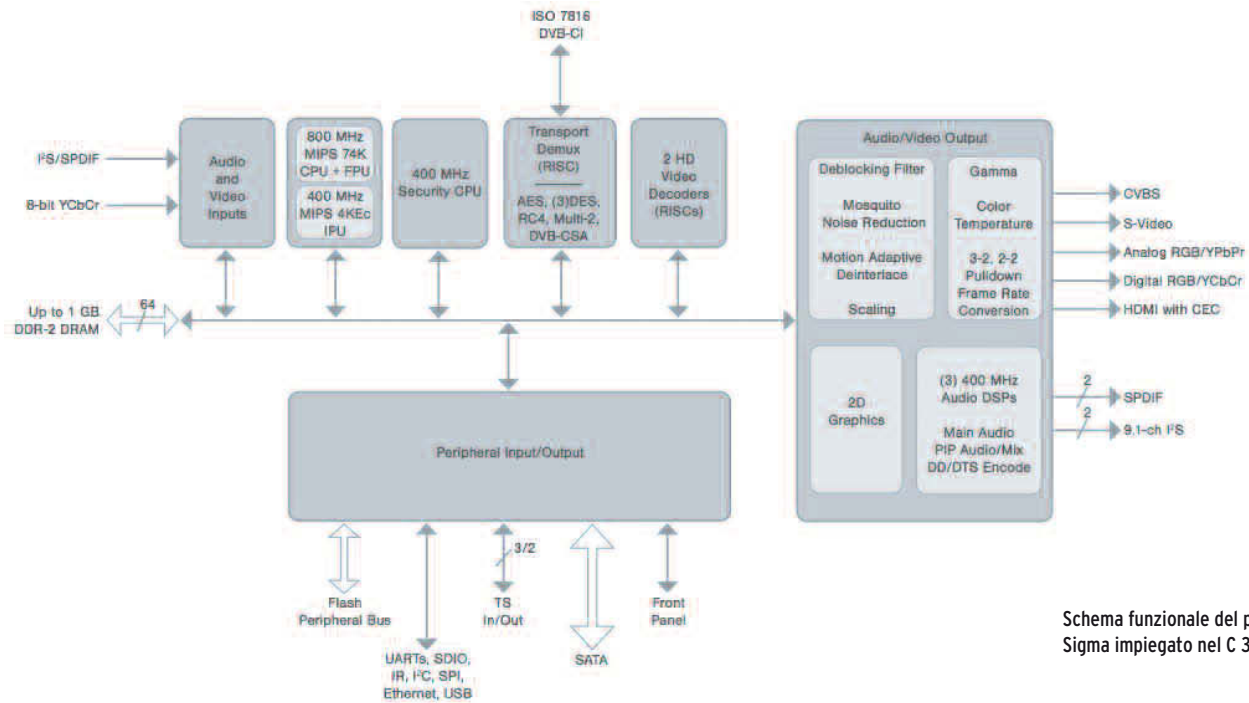 ISO 7816
DVB-CI
I²S/SPDIF
8-bit YCbCr
Audio
and
Video
Inputs
800 MHz
MIPS 74K
CPU + FPU
400 MHz
MIPS 4KEc
IPU
400 MHz
Security CPU
Transport
Demux
(RISC)
AES, (3)DES,
RC4, Multi-2,
DVB-CSA
2 HD
Video
Decoders
(RISCs)
Up to 1 GB
DDR-2 DRAM
64
Audio/Video Output
Deblocking Filter
Mosquito
Noise Reduction
Motion Adaptive
Deinterlace
Scaling
Gamma
Color
Temperature
3-2, 2-2
Pulldown
Frame Rate
Conversion
2D
Graphics
(3) 400 MHz
Audio DSPs
Main Audio
PIP Audio/Mix
DD/DTS Encode
CVBS
S-Video
Analog RGB/YPbPr
Digital RGB/YCbCr
HDMI with CEC
2
SPDIF
2
9.1-ch I²S
Peripheral Input/Output
Flash
Peripheral Bus
UARTs, SDIO,
IR, I²C, SPI,
Ethernet, USB
3/2
TS
In/Out
SATA
Front
Panel
Schema funzionale del p
Sigma impiegato nel C 3